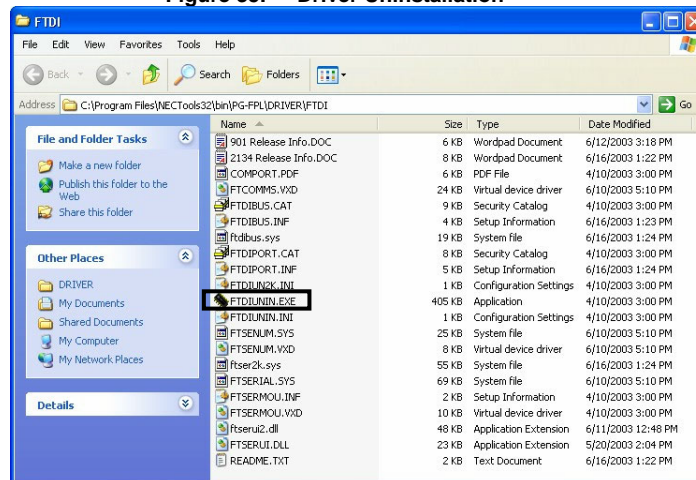 Figure 33. Driver Uninstallation
FTDI
File Edit View Favorites Tools Help
Back Search Folders
Address C:\Program Files\NECTools32\bin\PG-FPL\DRIVER\FTDI Go
File and Folder Tasks
Make a new folder
Publish this folder to the Web
Share this folder
Other Places
DRIVER
My Documents
Shared Documents
My Computer
My Network Places
Details
Name Size Type Date Modified
901 Release Info.DOC 6 KB Wordpad Document 6/12/2003 3:18 PM
2134 Release Info.DOC 8 KB Wordpad Document 6/16/2003 1:22 PM
COMPORT.PDF 6 KB PDF File 4/10/2003 3:00 PM
FTCOMMS.VXD 24 KB Virtual device driver 6/10/2003 5:10 PM
FTDIBUS.CAT 9 KB Security Catalog 4/10/2003 3:00 PM
FTDIBUS.INF 4 KB Setup Information 6/16/2003 1:23 PM
ftdibus.sys 19 KB System file 6/16/2003 1:24 PM
FTDIPORT.CAT 8 KB Security Catalog 4/10/2003 3:00 PM
FTDIPORT.INF 5 KB Setup Information 6/16/2003 1:24 PM
FTDIUN2K.INI 1 KB Configuration Settings 4/10/2003 3:00 PM
FTDIUNIN.EXE 405 KB Application 4/10/2003 3:00 PM
FTDIUNIN.INI 1 KB Configuration Settings 4/10/2003 3:00 PM
FTSENUM.SYS 25 KB System file 6/10/2003 5:10 PM
FTSENUM.VXD 8 KB Virtual device driver 6/10/2003 5:10 PM
ftser2k.sys 55 KB System file 6/16/2003 1:24 PM
FTSERIAL.SYS 69 KB System file 6/10/2003 5:10 PM
FTSERMOU.INF 2 KB Setup Information 4/10/2003 3:00 PM
FTSERMOU.VXD 10 KB Virtual device driver 4/10/2003 3:00 PM
ftserui2.dll 48 KB Application Extension 6/11/2003 12:48 PM
FTSERUI.DLL 23 KB Application Extension 5/20/2003 2:04 PM
README.TXT 2 KB Text Document 6/16/2003 1:22 PM